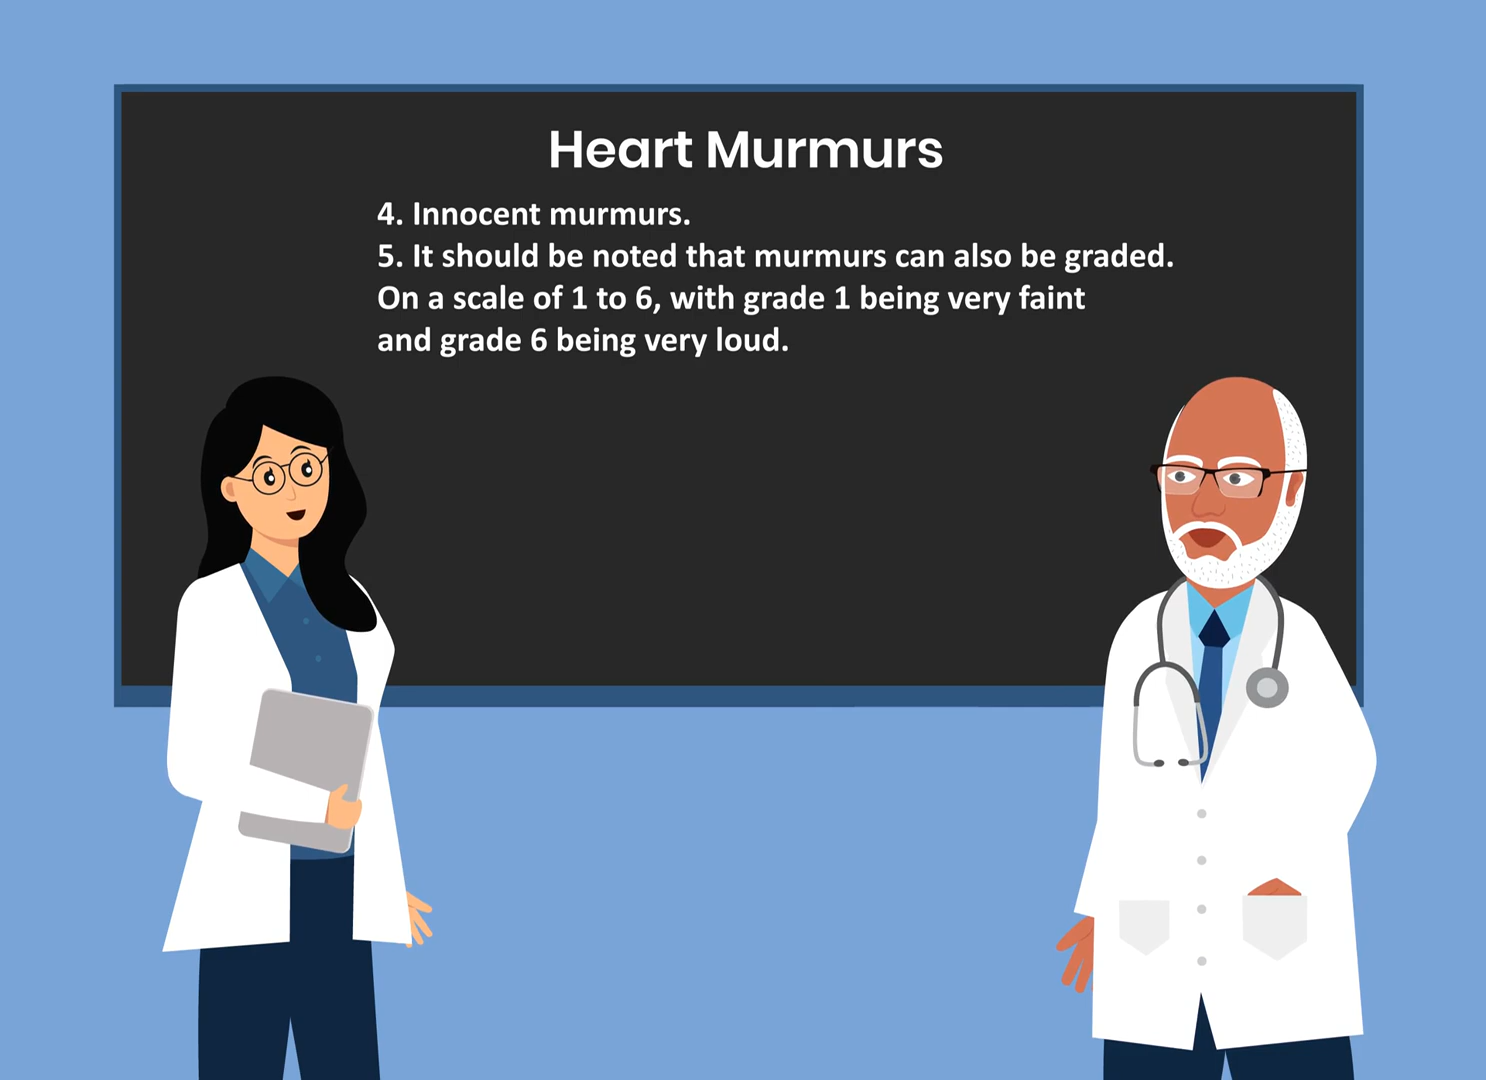 Heart Murmurs
4. Innocent murmurs.
5. It should be noted that murmurs can also be graded.
On a scale of 1 to 6, with grade 1 being very faint
and grade 6 being very loud.